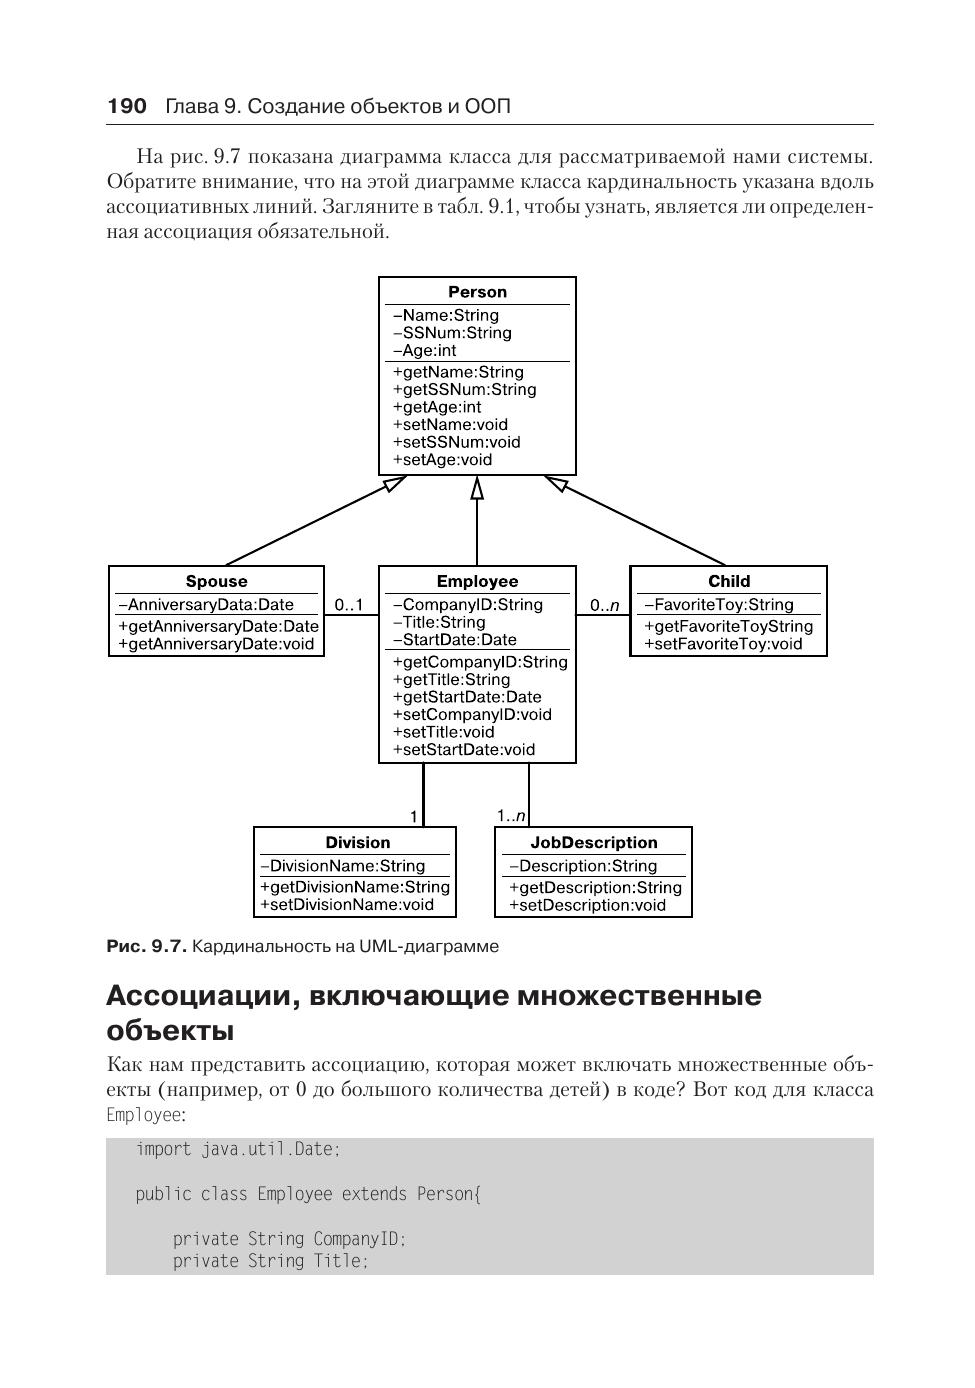 190 Глава 9. Создание объектов и ООП
На рис. 9.7 показана диаграмма класса для рассматриваемой нами системы.
Обратите внимание, что на этой диаграмме класса кардинальность указана вдоль
ассоциативных линий. Загляните в табл. 9.1, чтобы узнать, является ли определен-
ная ассоциация обязательной.
Person
–Name:String
–SSNum:String
–Age:int
+getName:String
+getSSNum:String
+getAge:int
+setName:void
+setSSNum:void
+setAge:void
Spouse
–AnniversaryData:Date
+getAnniversaryDate:Date
+getAnniversaryDate:void
0..1
Employee
–CompanyID:String
–Title:String
–StartDate:Date
+getCompanyID:String
+getTitle:String
+getStartDate:Date
+setCompanyID:void
+setTitle:void
+setStartDate:void
0..n
Child
–FavoriteToy:String
+getFavoriteToyString
+setFavoriteToy:void
1
1..n
Division
–DivisionName:String
+getDivisionName:String
+setDivisionName:void
JobDescription
–Description:String
+getDescription:String
+setDescription:void
Рис. 9.7. Кардинальность на UML-диаграмме
Ассоциации, включающие множественные
объекты
Как нам представить ассоциацию, которая может включать множественные объ-
екты (например, от 0 до большого количества детей) в коде? Вот код для класса
Employee:
import java.util.Date;
public class Employee extends Person{
private String CompanyID;
private String Title;